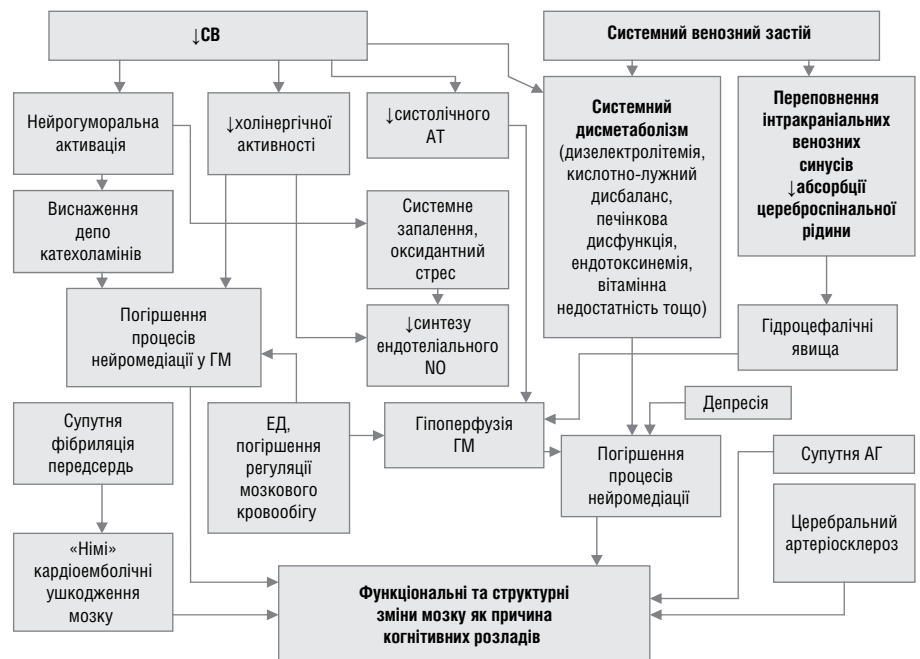 ↓СВ
Системний венозний застій
Нейрогуморальна
активація
↓холінергічної
активності
↓систолічного
АТ
Системний
дисметаболізм
(дизелектролітемія,
кислотно-лужний
дисбаланс,
печінкова
дисфункція,
ендотоксинемія,
вітамінна
недостатність тощо)
Переповнення
інтракраніальних
венозних
синусів
↓абсорбції
цереброспінальної
рідини
Виснаження
депо
катехоламінів
Системне
запалення,
оксидантний
стрес
Погіршення
процесів
нейромедіації у ГМ
↓синтезу
ендотеліального
NO
Гідроцефалічні
явища
Супутня
фібриляція
передсердь
ЕД,
погіршення
регуляції
мозкового
кровообігу
Гіпоперфузія
ГМ
Депресія
Погіршення
процесів
нейромедіації
Супутня АГ
Церебральний
артеріосклероз
«Німі»
кардіоемболічні
ушкодження
мозку
Функціональні та структурні
зміни мозку як причина
когнітивних розладів